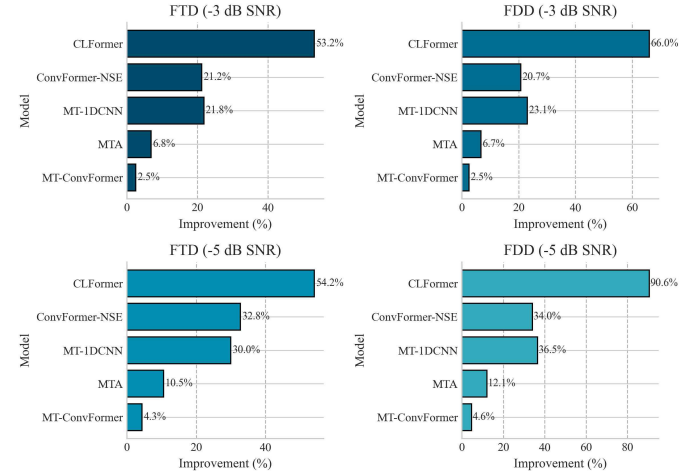 FTD (-3 dB SNR)
Model
CLFormer
53.2%
ConvFormer-NSE
21.2%
MT-1DCNN
21.8%
MTA
6.8%
MT-ConvFormer
2.5%
0 20 40
Improvement (%)
FDD (-3 dB SNR)
Model
CLFormer
66.0%
ConvFormer-NSE
20.7%
MT-1DCNN
23.1%
MTA
6.7%
MT-ConvFormer
2.5%
0 20 40 60
Improvement (%)
FTD (-5 dB SNR)
Model
CLFormer
54.2%
ConvFormer-NSE
32.8%
MT-1DCNN
30.0%
MTA
10.5%
MT-ConvFormer
4.3%
0 20 40
Improvement (%)
FDD (-5 dB SNR)
Model
CLFormer
90.6%
ConvFormer-NSE
34.0%
MT-1DCNN
36.5%
MTA
12.1%
MT-ConvFormer
4.6%
0 20 40 60 80
Improvement (%)